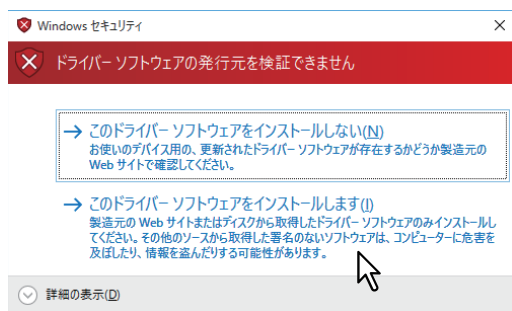 Windows セキュリティ
ドライバー ソフトウェアの発行元を検証できません
このドライバー ソフトウェアをインストールしない(N)
お使いのデバイス用の、更新されたドライバー ソフトウェアが存在するかどうか製造元の
Web サイトで確認してください。
このドライバー ソフトウェアをインストールします(I)
製造元の Web サイトまたはディスクから取得したドライバー ソフトウェアのみインストールし
てください。その他のソースから取得した署名のないソフトウェアは、コンピューターに危害を
及ぼしたり、情報を盗んだりする可能性があります。
詳細の表示(D)